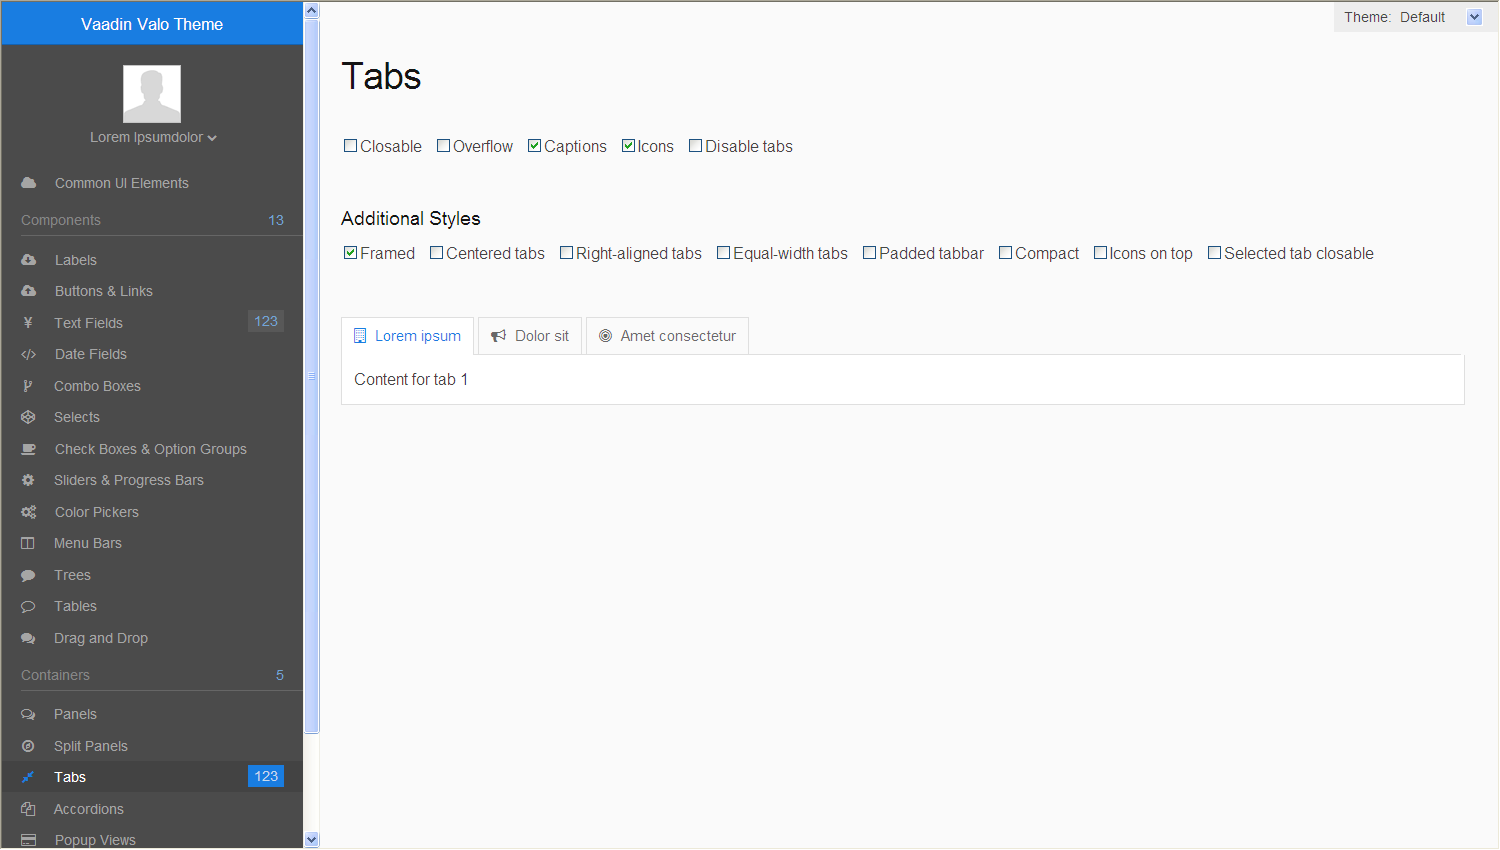 Vaadin Valo Theme
Lorem Ipsumdolor
Common UI Elements
Components 13
Labels
Buttons & Links
Text Fields 123
Date Fields
Combo Boxes
Selects
Check Boxes & Option Groups
Sliders & Progress Bars
Color Pickers
Menu Bars
Trees
Tables
Drag and Drop
Containers 5
Panels
Split Panels
Tabs 123
Accordions
Popup Views
Theme: Default
Tabs
Closable Overflow Captions Icons Disable tabs
Additional Styles
Framed Centered tabs Right-aligned tabs Equal-width tabs Padded tabbar Compact Icons on top Selected tab closable
Lorem ipsum Dolor sit Amet consectetur
Content for tab 1